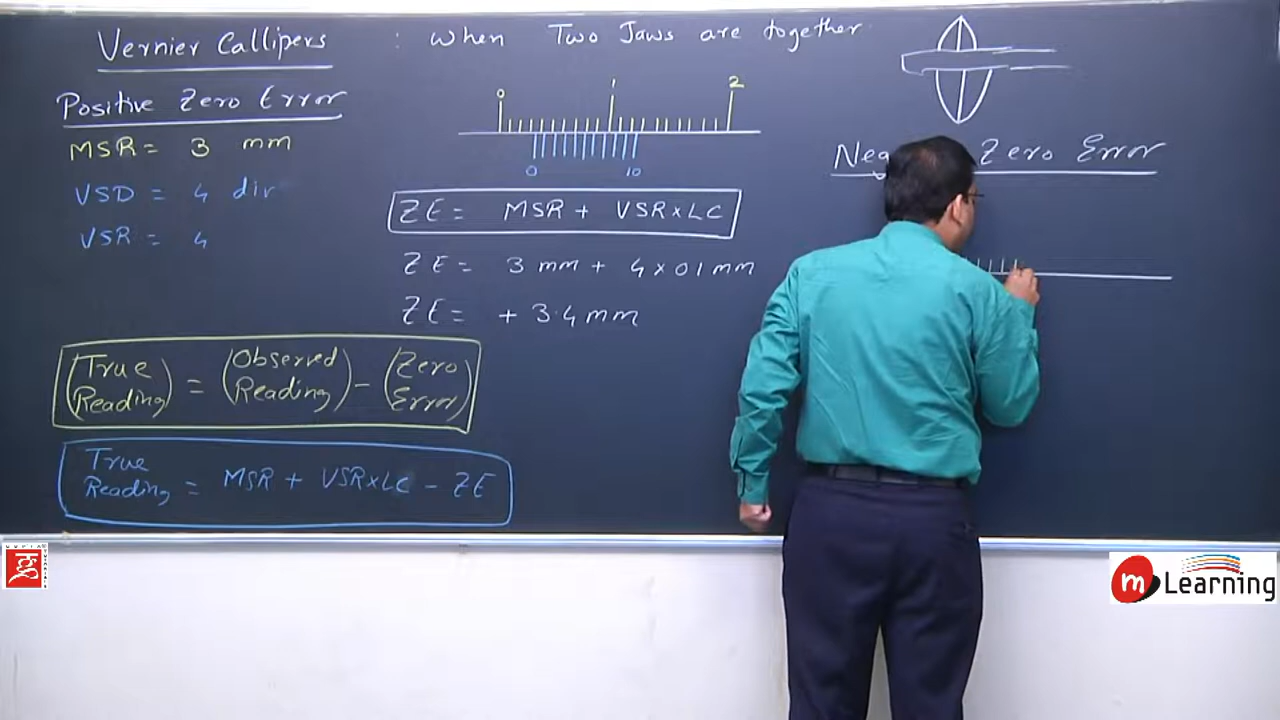 Vernier Callipers : When Two Jaws are together
Positive Zero Error
MSR = 3 mm
VSD = 4 div
VSR = 4
0 1 2
0 10
ZE = MSR + VSR×LC
ZE = 3 mm + 4×01 mm
ZE = + 3.4 mm
(True Reading) = (Observed Reading) - (Zero Error)
True Reading = MSR + VSR×LC - ZE
Zero Error
m Learning